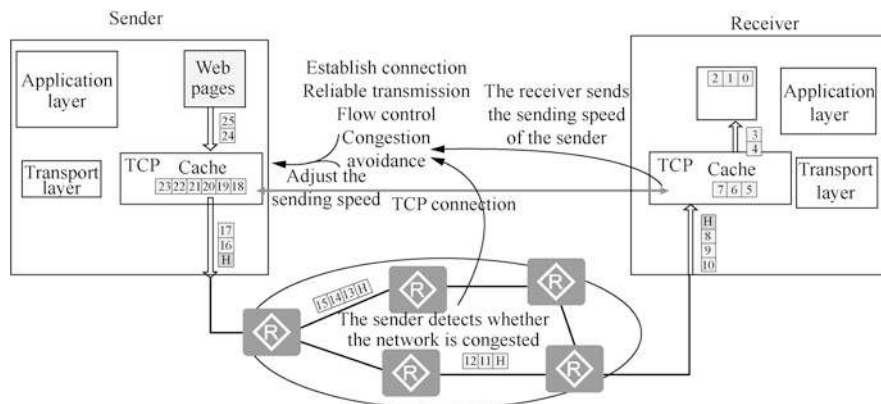 Sender
Receiver
Application
layer
Web
pages
Establish connection
Reliable transmission
Flow control
Congestion
avoidance
The receiver sends
the sending speed
of the sender
2 1 0
Application
layer
25
24
3
4
Transport
layer
TCP Cache
23 22 21 20 19 18
Adjust the
sending speed
TCP connection
TCP
Cache
7 6 5
Transport
layer
17
16
H
H
8
9
10
15 14 13 H
R
R
R
The sender detects whether
the network is congested
12 11 H
R
R